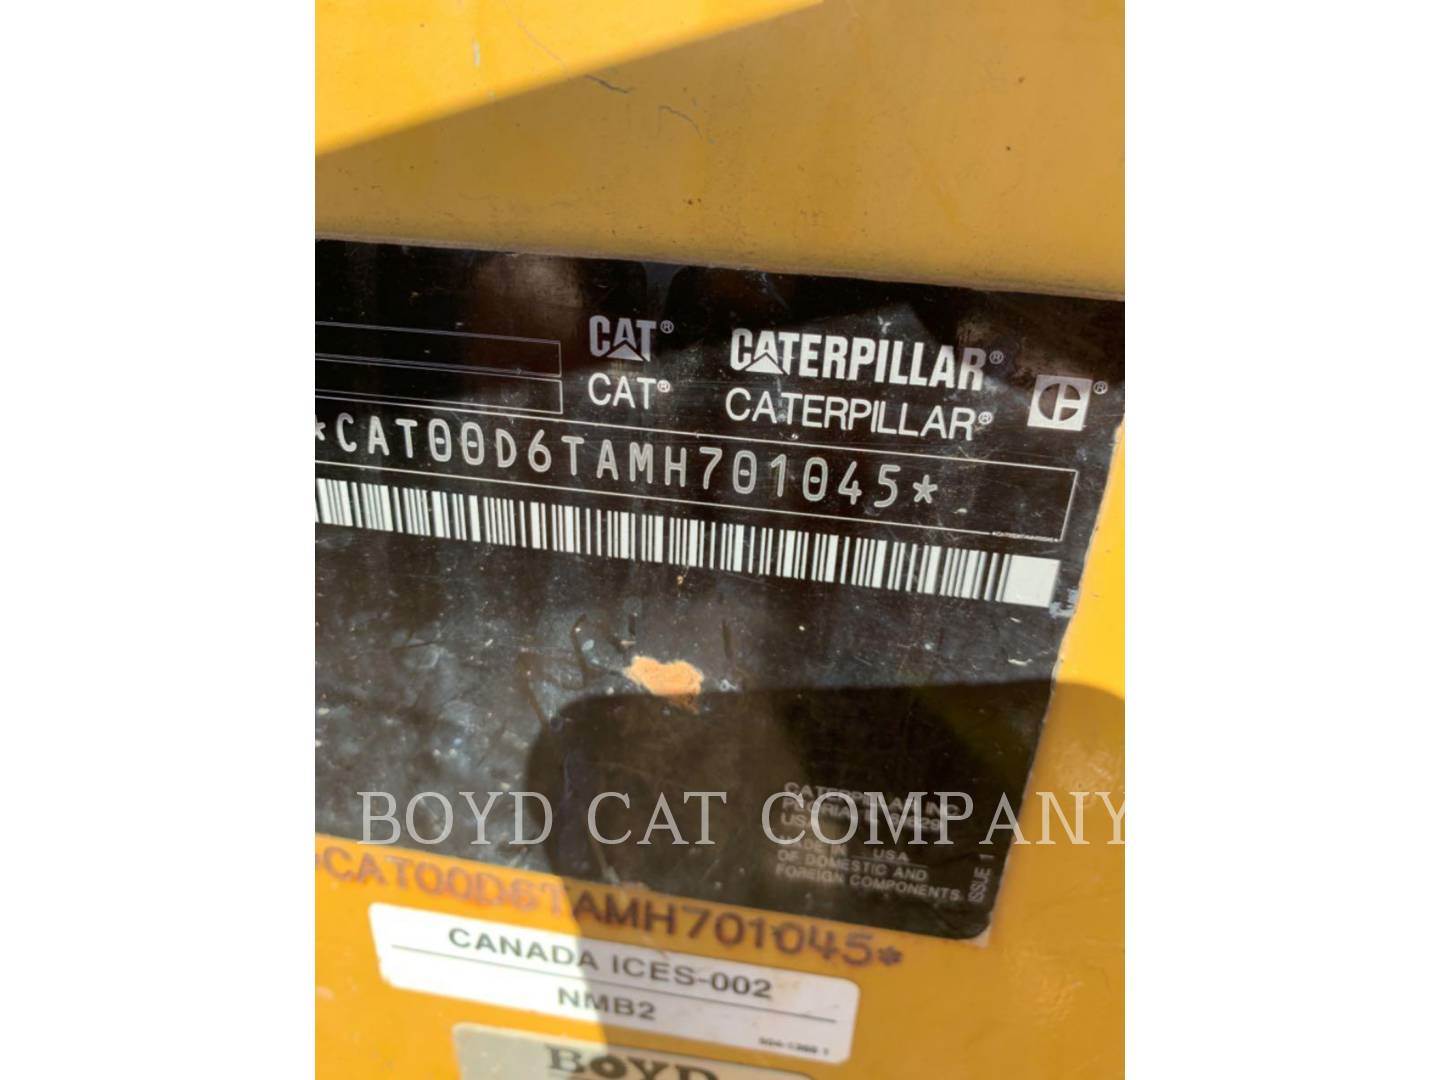 CAT® CATERPILLAR®
CAT® CATERPILLAR®
*CAT00D6TAMH701045*
CATERPILLAR INC.
USA
MADE IN USA
OF DOMESTIC AND
FOREIGN COMPONENTS
ISSUE 1
BOYD CAT COMPANY
*CAT00D6TAMH701045*
CANADA ICES-002
NMB2
BOYD